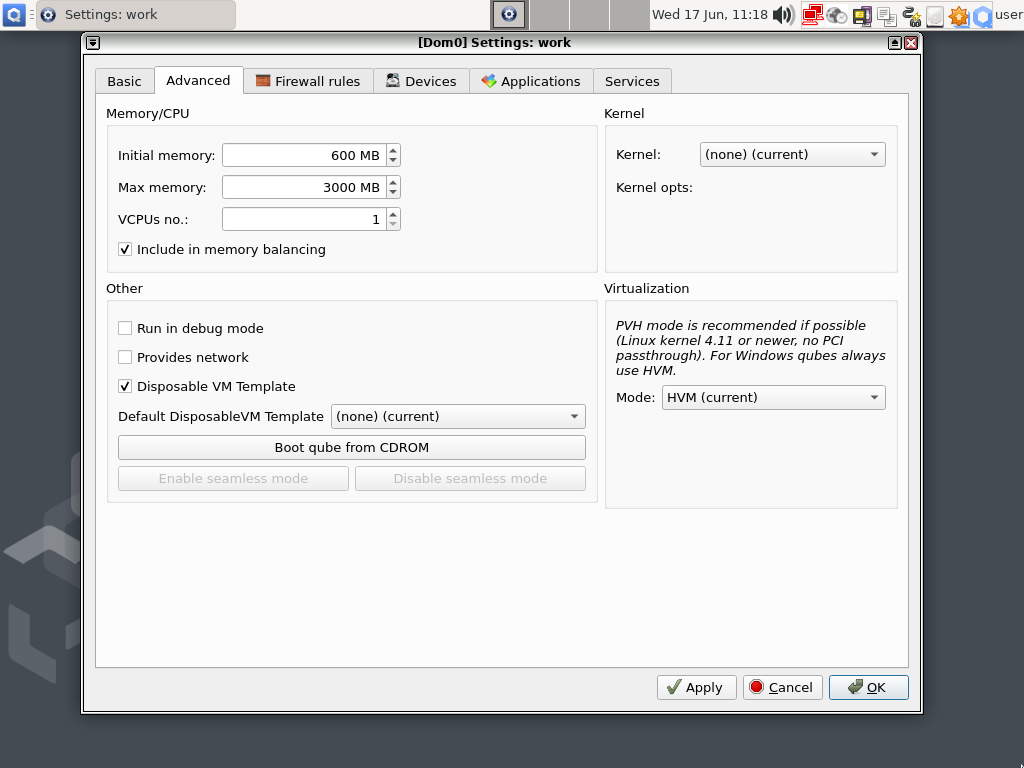 Settings: work
Wed 17 Jun, 11:18
user
[Dom0] Settings: work
Basic
Advanced
Firewall rules
Devices
Applications
Services
Memory/CPU
Initial memory:
600 MB
Max memory:
3000 MB
VCPUs no.:
1
Include in memory balancing
Kernel
Kernel:
(none) (current)
Kernel opts:
Other
Run in debug mode
Provides network
Disposable VM Template
Default DisposableVM Template
(none) (current)
Boot qube from CDROM
Enable seamless mode
Disable seamless mode
Virtualization
PVH mode is recommended if possible
(Linux kernel 4.11 or newer, no PCI
passthrough). For Windows qubes always
use HVM.
Mode:
HVM (current)
Apply
Cancel
OK